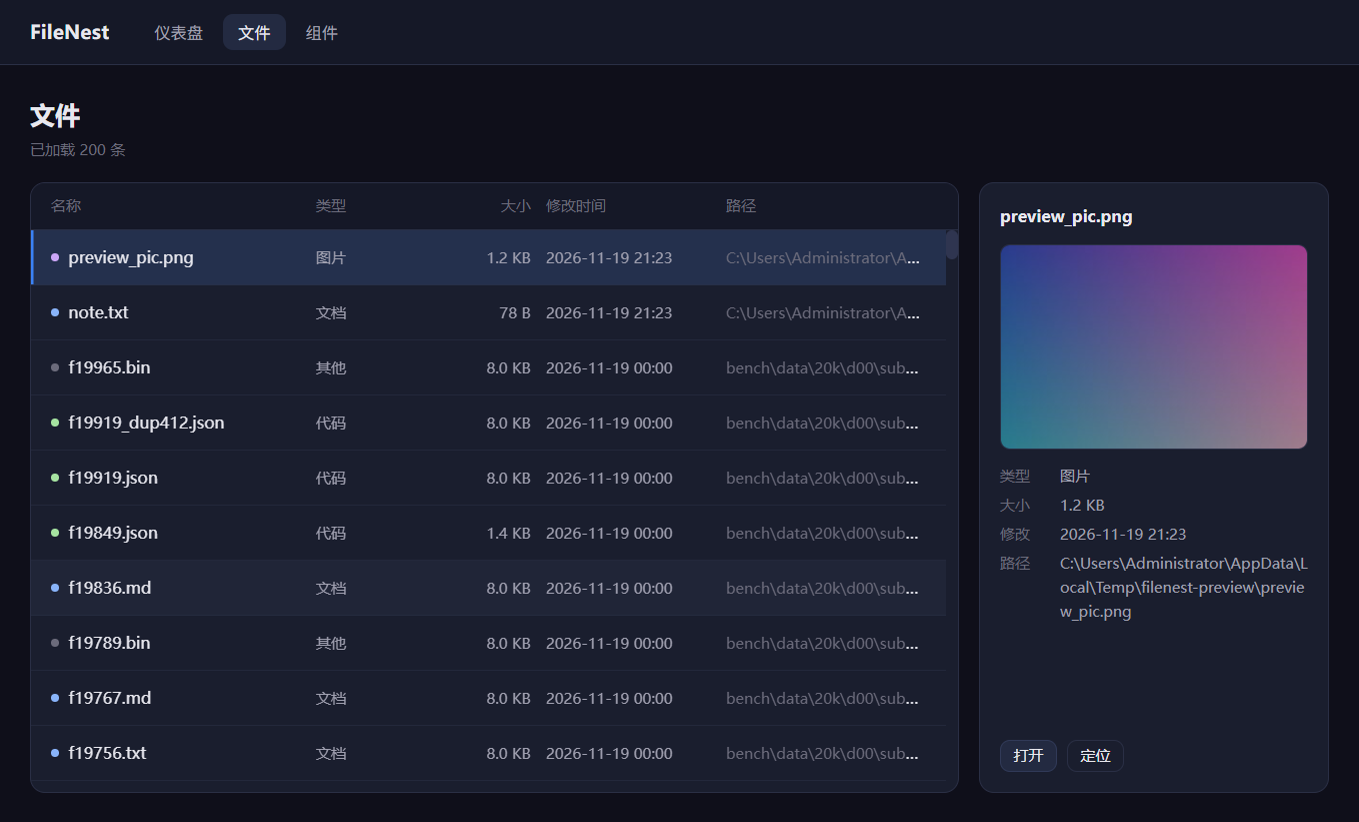 FileNest 仪表盘 文件 组件
文件
已加载 200 条
名称 类型 大小 修改时间 路径
preview_pic.png 图片 1.2 KB 2026-11-19 21:23 C:\Users\Administrator\A...
note.txt 文档 78 B 2026-11-19 21:23 C:\Users\Administrator\A...
f19965.bin 其他 8.0 KB 2026-11-19 00:00 bench\data\20k\d00\sub...
f19919_dup412.json 代码 8.0 KB 2026-11-19 00:00 bench\data\20k\d00\sub...
f19919.json 代码 8.0 KB 2026-11-19 00:00 bench\data\20k\d00\sub...
f19849.json 代码 1.4 KB 2026-11-19 00:00 bench\data\20k\d00\sub...
f19836.md 文档 8.0 KB 2026-11-19 00:00 bench\data\20k\d00\sub...
f19789.bin 其他 8.0 KB 2026-11-19 00:00 bench\data\20k\d00\sub...
f19767.md 文档 8.0 KB 2026-11-19 00:00 bench\data\20k\d00\sub...
f19756.txt 文档 8.0 KB 2026-11-19 00:00 bench\data\20k\d00\sub...
preview_pic.png
类型 图片
大小 1.2 KB
修改 2026-11-19 21:23
路径 C:\Users\Administrator\AppData\L
ocal\Temp\filenest-preview\previe
w_pic.png
打开 定位